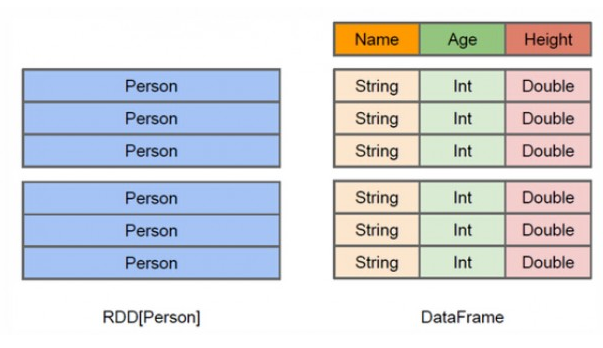 Name Age Height
Person String Int Double
Person String Int Double
Person String Int Double
Person String Int Double
Person String Int Double
Person String Int Double
RDD[Person] DataFrame